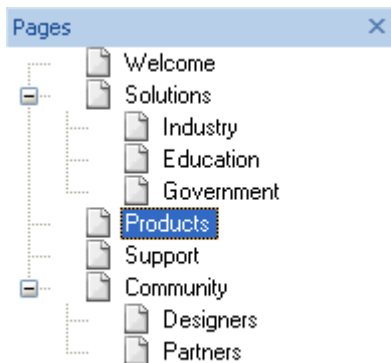 Pages
Welcome
Solutions
Industry
Education
Government
Products
Support
Community
Designers
Partners